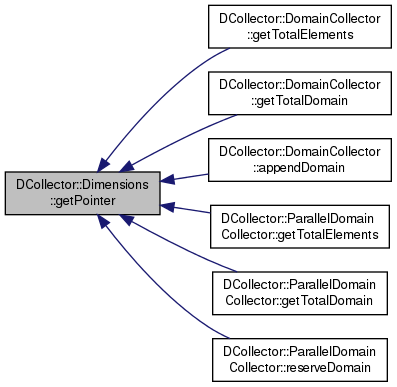 DCollector::DomainCollector
::getTotalElements
DCollector::DomainCollector
::getTotalDomain
DCollector::DomainCollector
::appendDomain
DCollector::Dimensions
::getPointer
DCollector::ParallelDomain
Collector::getTotalElements
DCollector::ParallelDomain
Collector::getTotalDomain
DCollector::ParallelDomain
Collector::reserveDomain